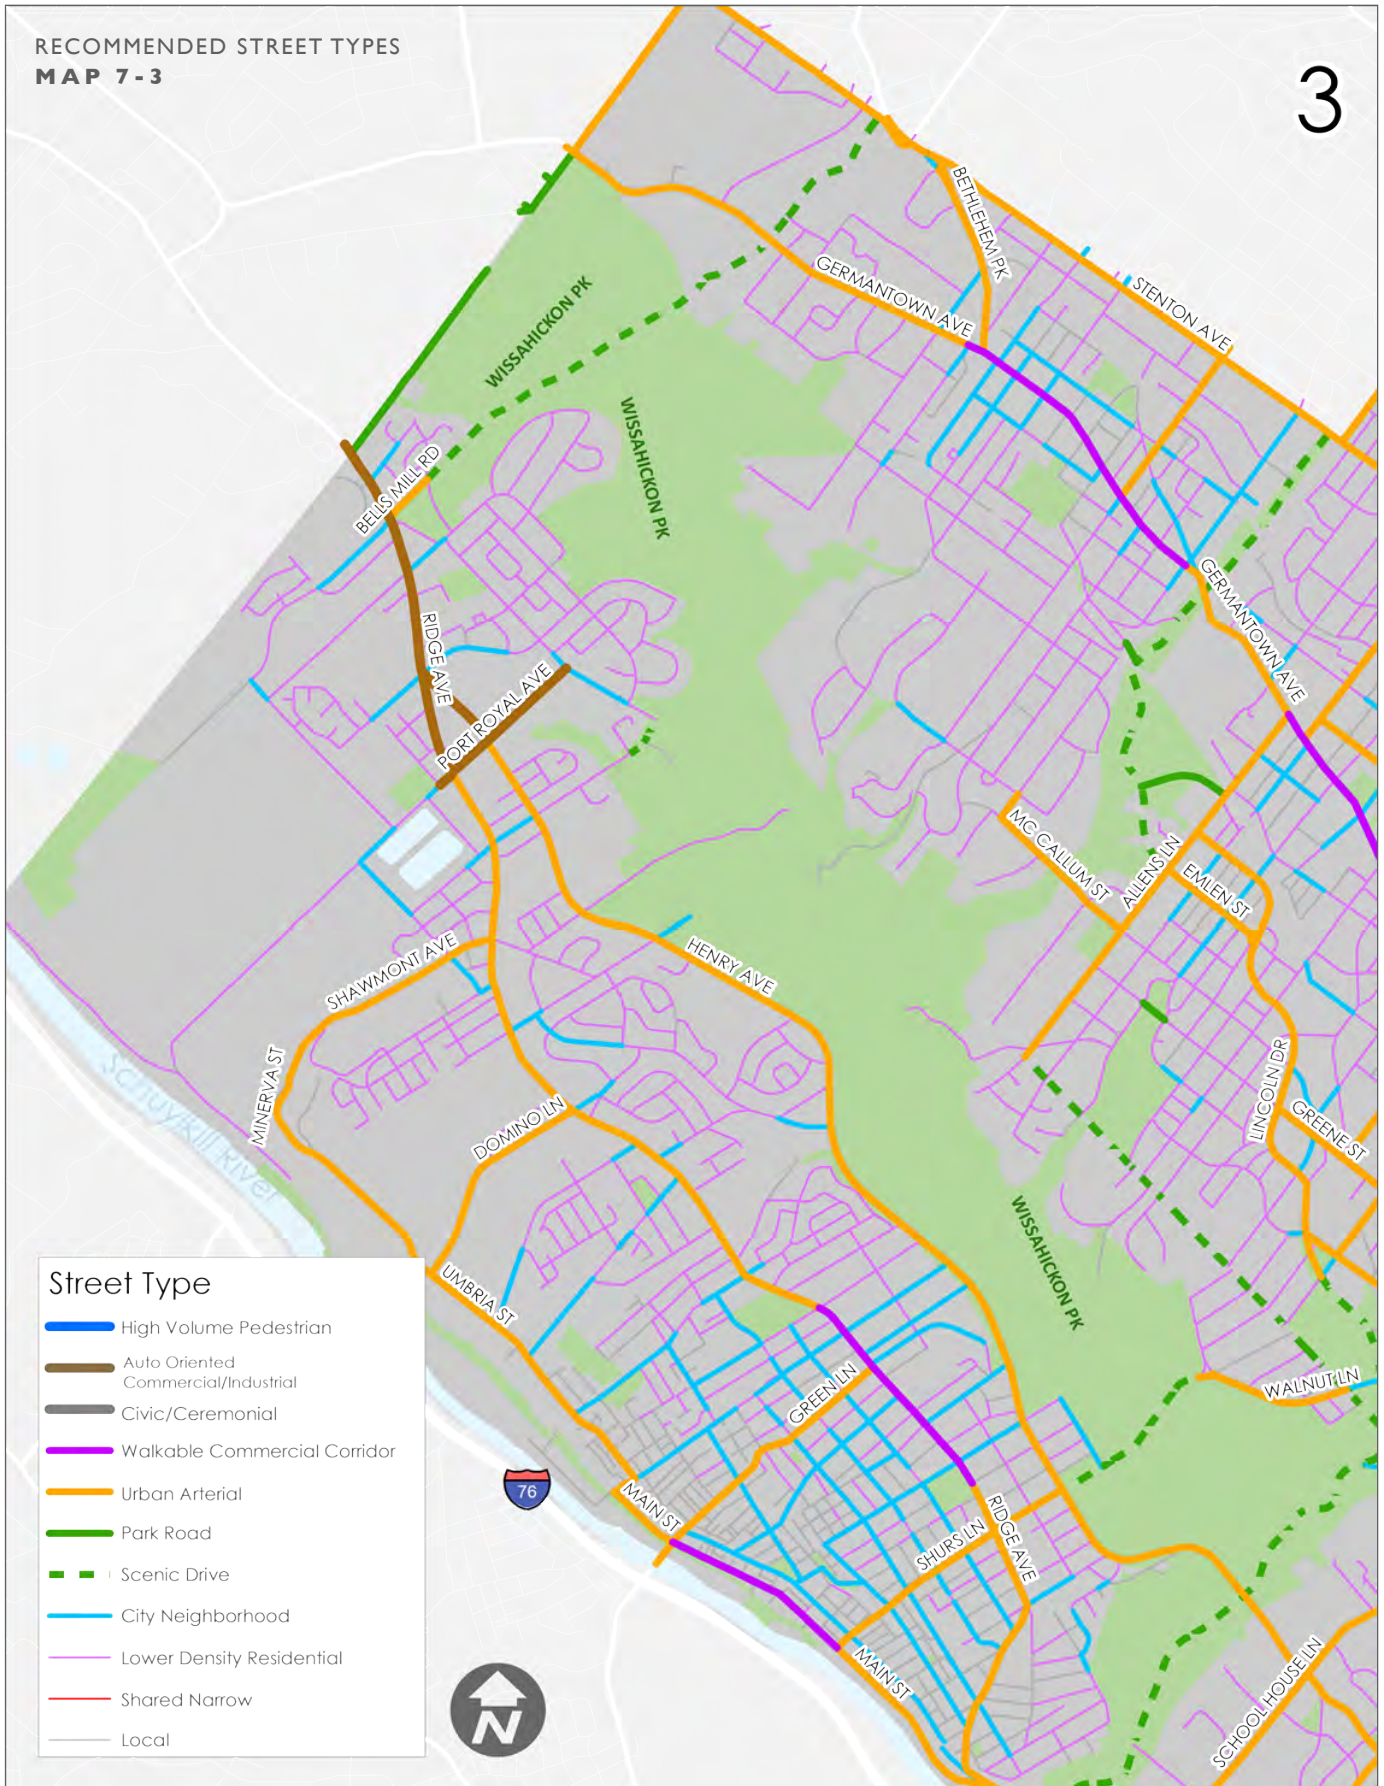 RECOMMENDED STREET TYPES
MAP 7-3
3
BETHLEHEM PK
GERMANTOWN AVE
STENTON AVE
WISSAHICKON PK
WISSAHICKON PK
BELLS MILL RD
GERMANTOWN AVE
RIDGE AVE
PORT ROYAL AVE
MC CALLUM ST
ALLENS LN
EMLEN ST
SHAWMONT AVE
HENRY AVE
MINERVA ST
Schuylkill River
DOMINO LN
LINCOLN DR
GREENE ST
WISSAHICKON PK
UMBRIA ST
GREEN LN
WALNUT LN
76
MAIN ST
SHURS LN
RIDGE AVE
MAIN ST
SCHOOL HOUSE LN
Street Type
High Volume Pedestrian
Auto Oriented
Commercial/Industrial
Civic/Ceremonial
Walkable Commercial Corridor
Urban Arterial
Park Road
Scenic Drive
City Neighborhood
Lower Density Residential
Shared Narrow
Local
N